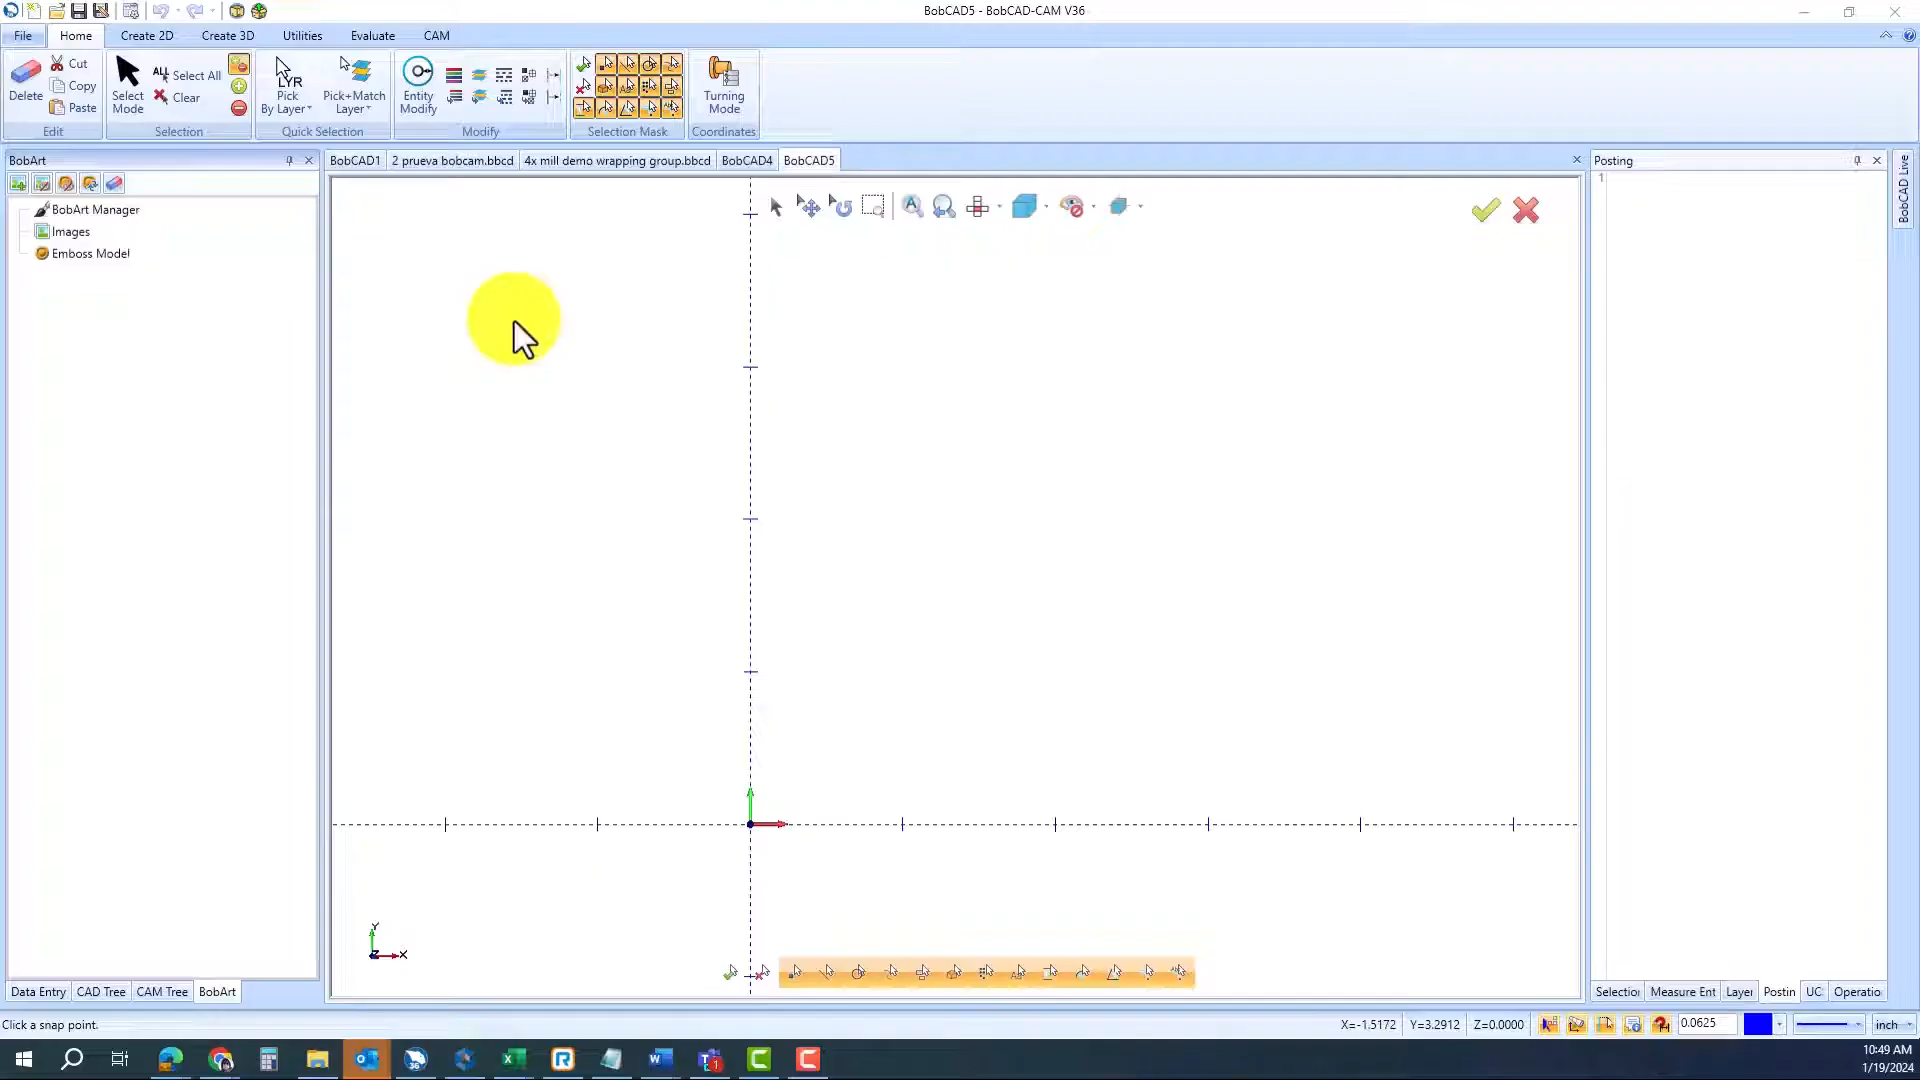 BobCAD5 - BobCAD-CAM V36
File Home Create 2D Create 3D Utilities Evaluate CAM
Delete
Cut
Copy
Paste
Edit
Select Mode
ALL Select All
Clear
Selection
LYR
Pick By Layer
Pick+Match Layer
Quick Selection
Entity Modify
Modify
Selection Mask
Turning Mode
Coordinates
BobArt
BobCAD1 2 prueva bobcam.bbcd 4x mill demo wrapping group.bbcd BobCAD4 BobCAD5
Posting
BobCAD Live
1
BobArt Manager
Images
Emboss Model
Y
X
Z
Data Entry CAD Tree CAM Tree BobArt
Selection Measure Ent Layer Postin UC Operatio
Click a snap point.
X=-1.5172 Y=3.2912 Z=0.0000 0.0625 inch
10:49 AM
1/19/2024